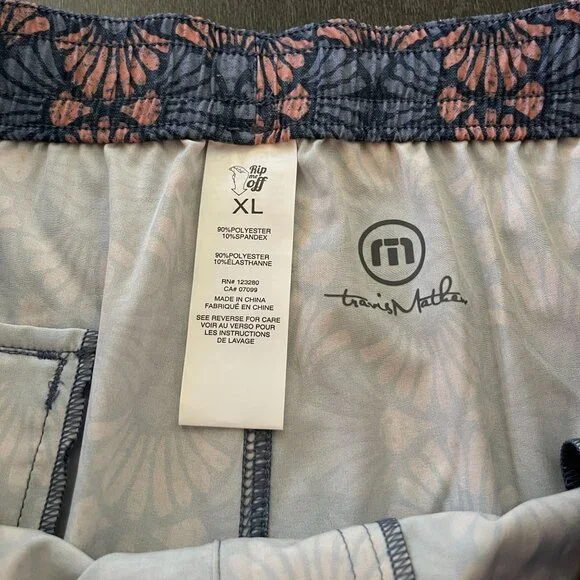 Rip
me
off
XL
90%POLYESTER
10%SPANDEX
90%POLYESTER
10%ÉLASTHANNE
RN# 123280
CA# 07099
MADE IN CHINA
FABRIQUÉ EN CHINE
SEE REVERSE FOR CARE
VOIR AU VERSO POUR
LES INSTRUCTIONS
DE LAVAGE
m
travisMathew